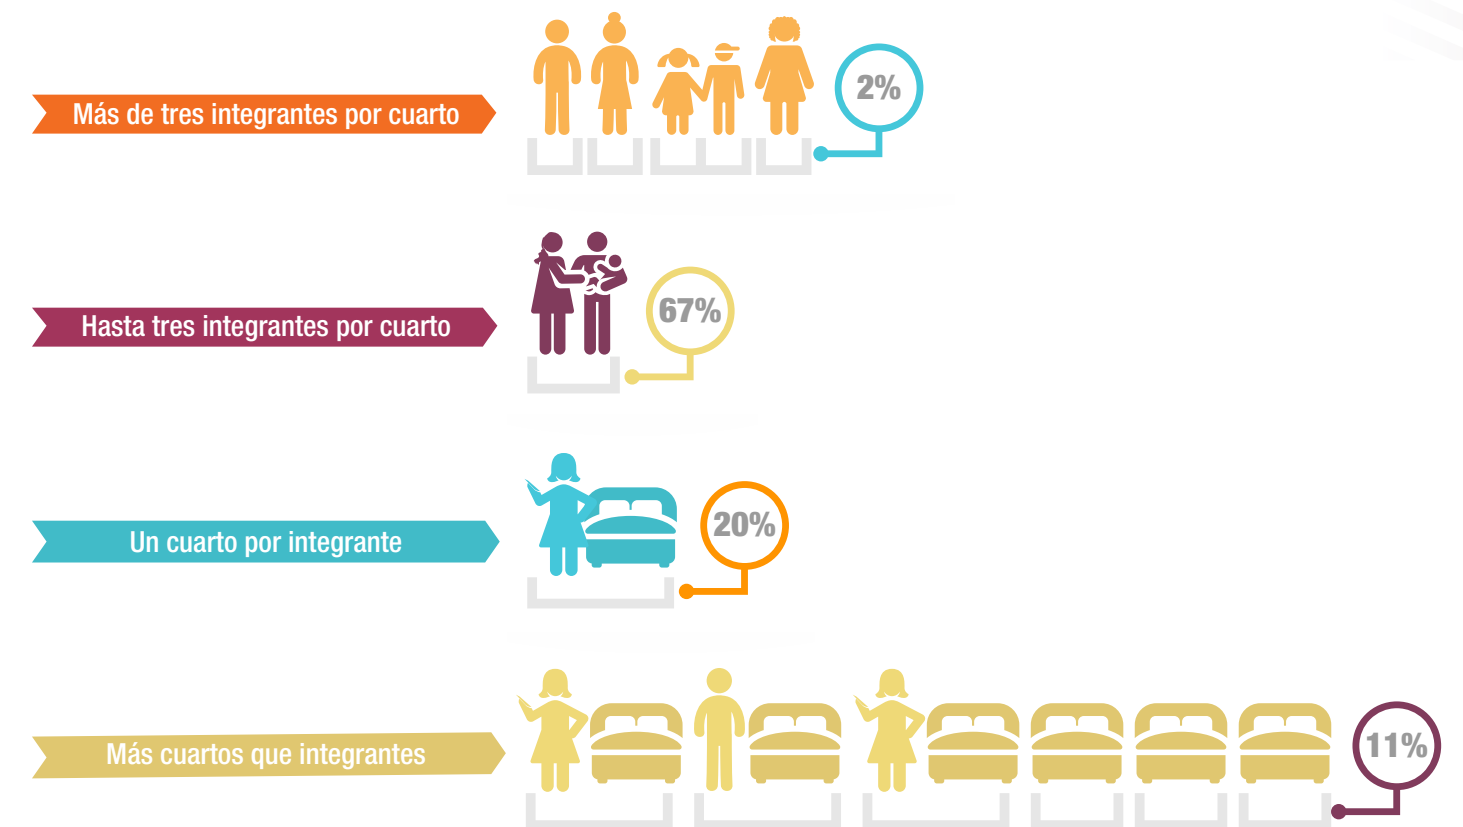 Más de tres integrantes por cuarto
2%
Hasta tres integrantes por cuarto
67%
Un cuarto por integrante
20%
Más cuartos que integrantes
11%